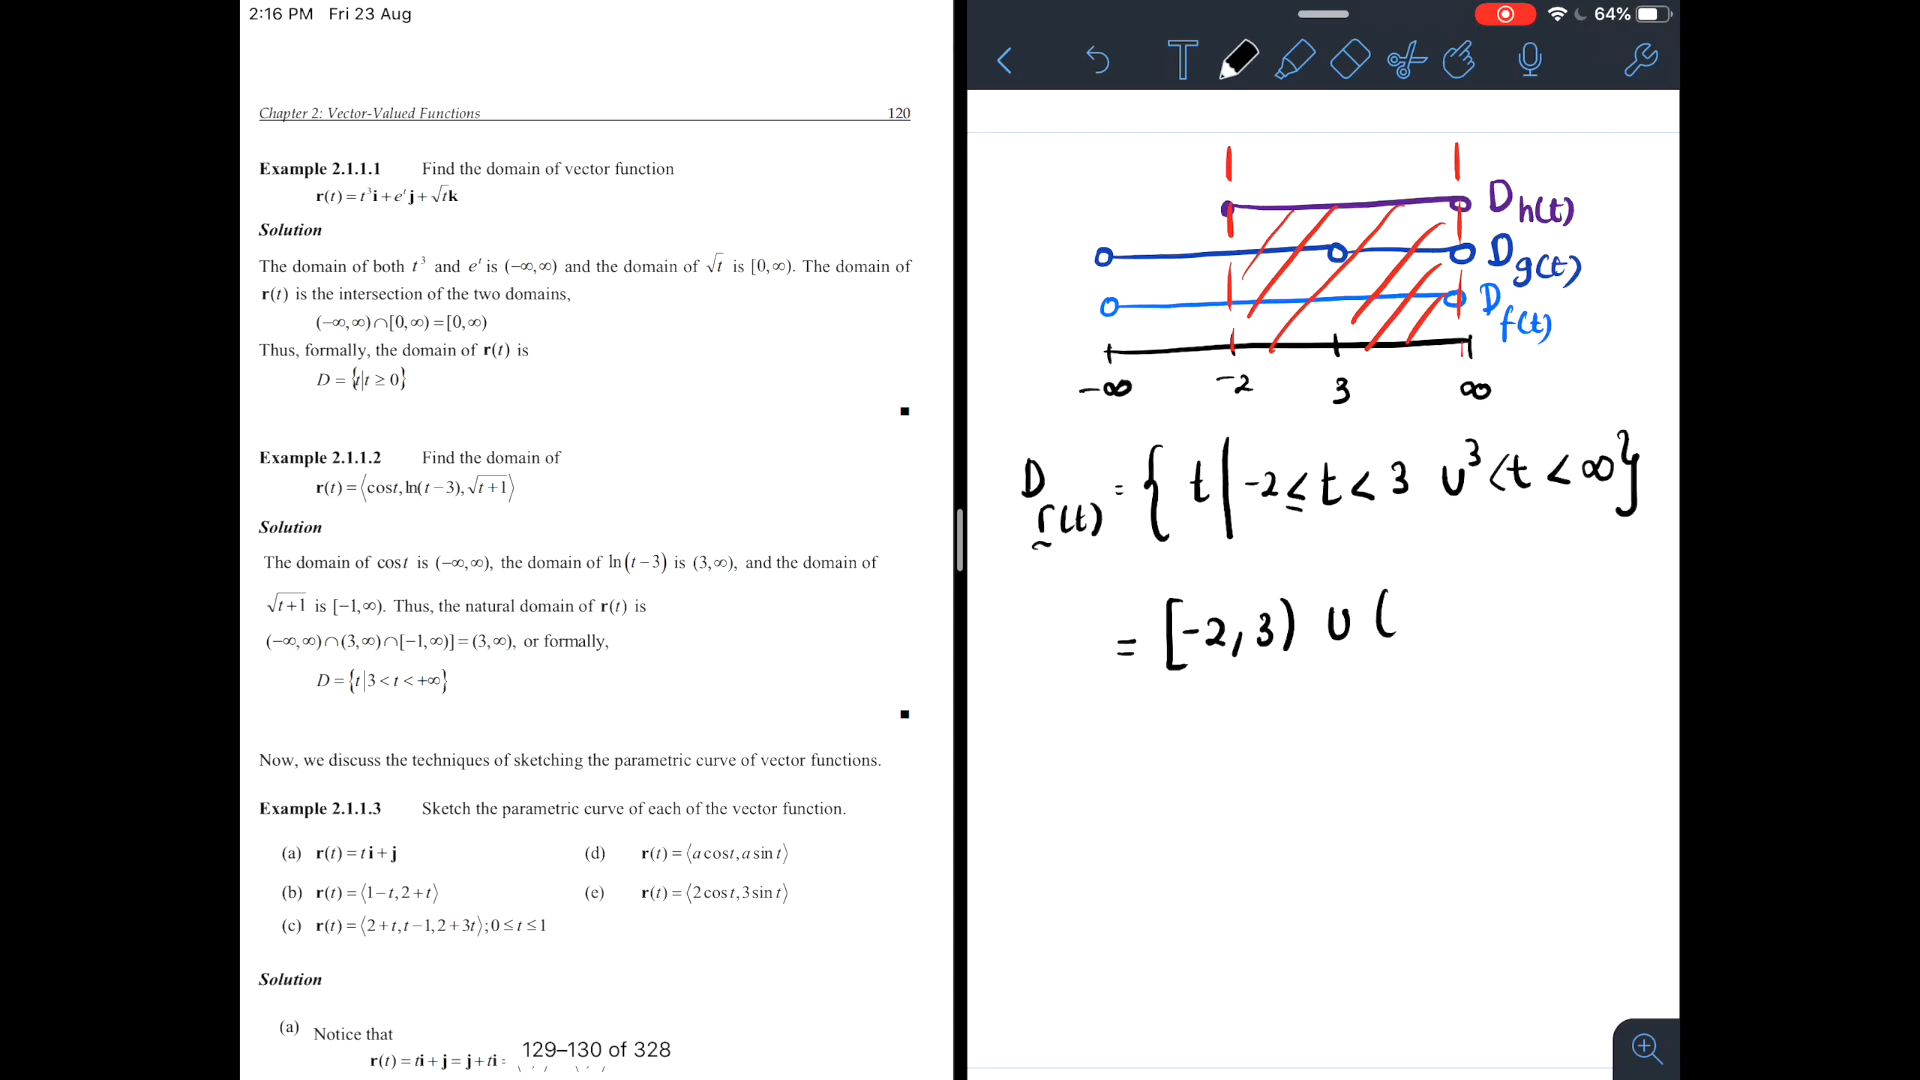 2:16 PM Fri 23 Aug
64%
Chapter 2: Vector-Valued Functions 120
Example 2.1.1.1 Find the domain of vector function
r(t) = t³i + eᵗj + √t k
Solution
The domain of both t³ and eᵗ is (−∞,∞) and the domain of √t is [0,∞). The domain of
r(t) is the intersection of the two domains,
(−∞,∞)∩[0,∞) = [0,∞)
Thus, formally, the domain of r(t) is
D = {t|t ≥ 0}
Example 2.1.1.2 Find the domain of
r(t) = ⟨cos t, ln(t−3), √(t+1)⟩
Solution
The domain of cos t is (−∞,∞), the domain of ln(t−3) is (3,∞), and the domain of
√(t+1) is [−1,∞). Thus, the natural domain of r(t) is
(−∞,∞)∩(3,∞)∩[−1,∞)] = (3,∞), or formally,
D = {t|3 < t < +∞}
Now, we discuss the techniques of sketching the parametric curve of vector functions.
Example 2.1.1.3 Sketch the parametric curve of each of the vector function.
(a) r(t) = ti + j (d) r(t) = ⟨a cos t, a sin t⟩
(b) r(t) = ⟨1−t, 2+t⟩ (e) r(t) = ⟨2 cos t, 3 sin t⟩
(c) r(t) = ⟨2+t, t−1, 2+3t⟩; 0 ≤ t ≤ 1
Solution
(a) Notice that
r(t) = ti + j = j + ti =
129–130 of 328
T
D h(t)
D g(t)
D f(t)
-∞ -2 3 ∞
D r(t) = { t | -2 ≤ t < 3 ∪ 3 < t < ∞ }
= [-2, 3) ∪ (